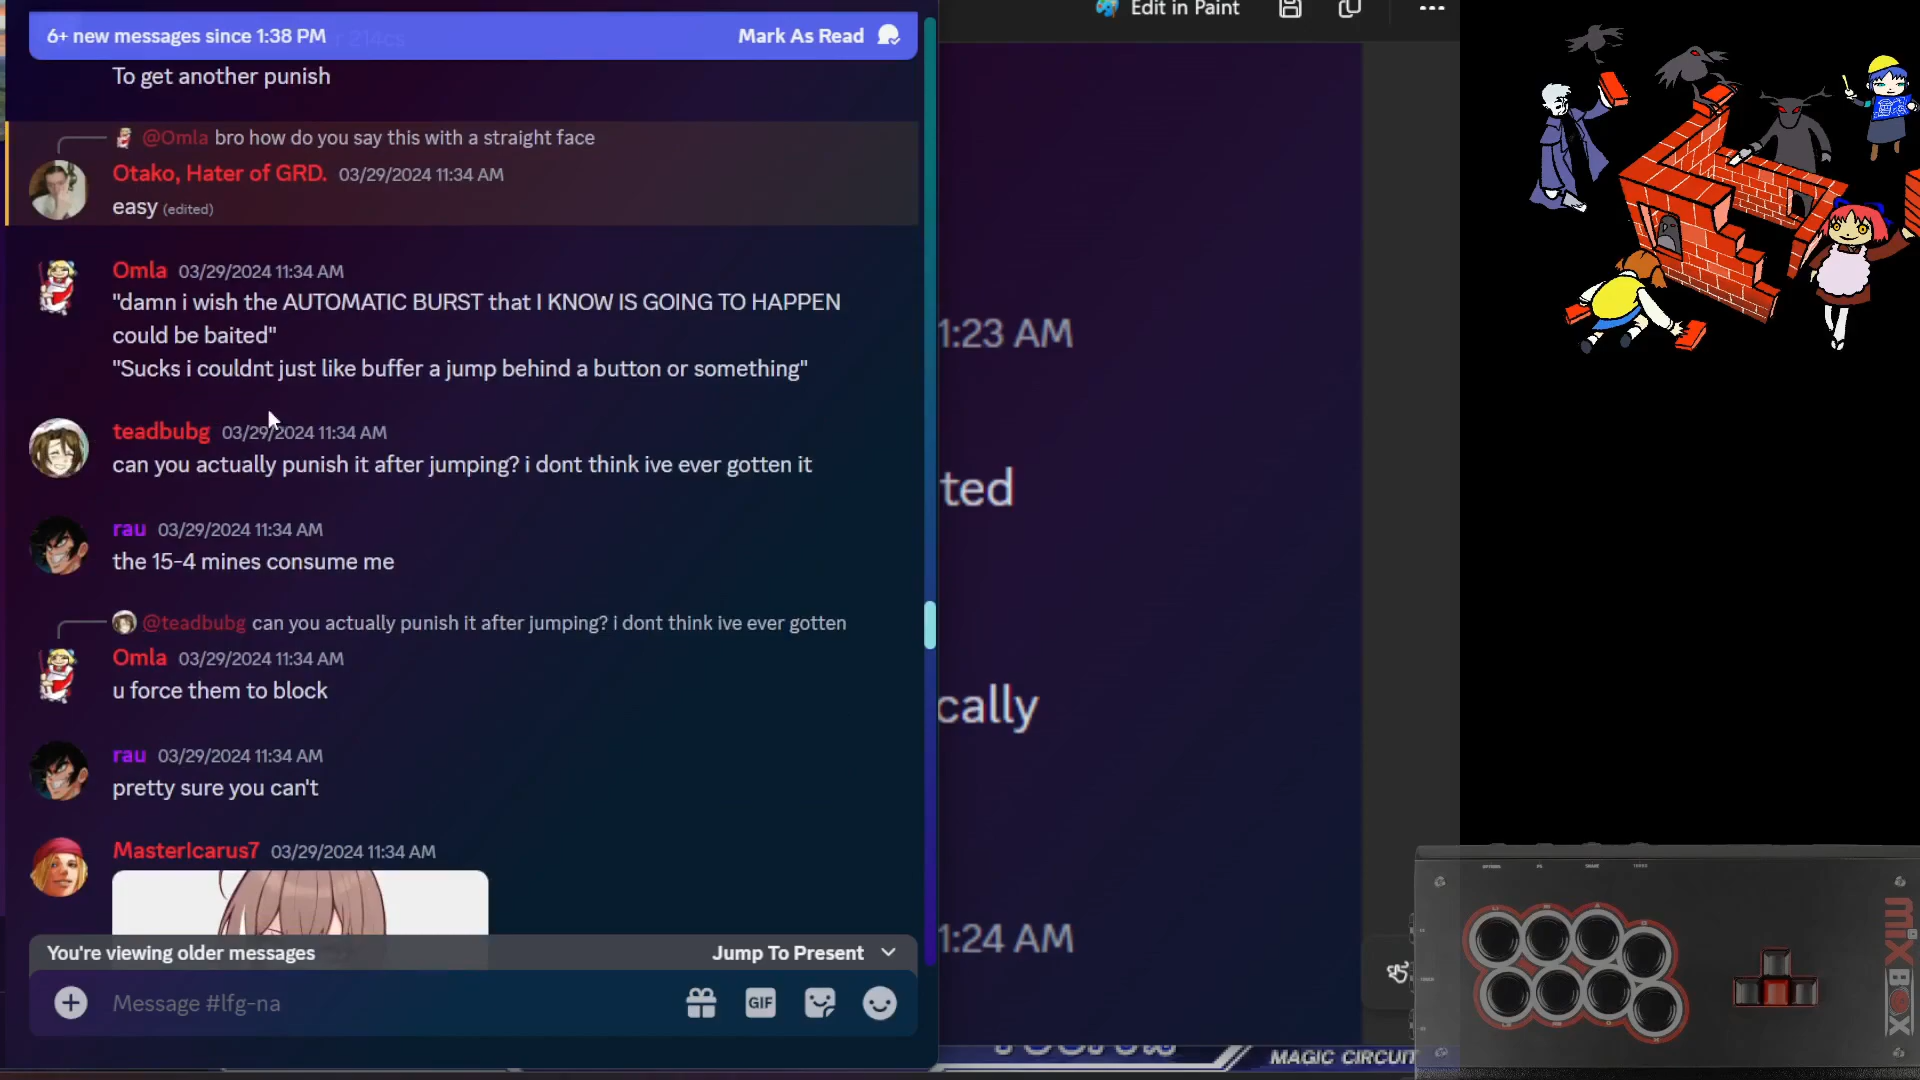 6+ new messages since 1:38 PM
Mark As Read
To get another punish
@Omla bro how do you say this with a straight face
Otako, Hater of GRD. 03/29/2024 11:34 AM
easy (edited)
Omla 03/29/2024 11:34 AM
"damn i wish the AUTOMATIC BURST that I KNOW IS GOING TO HAPPEN
could be baited"
"Sucks i couldnt just like buffer a jump behind a button or something"
teadbubg 03/29/2024 11:34 AM
can you actually punish it after jumping? i dont think ive ever gotten it
rau 03/29/2024 11:34 AM
the 15-4 mines consume me
@teadbubg can you actually punish it after jumping? i dont think ive ever gotten
Omla 03/29/2024 11:34 AM
u force them to block
rau 03/29/2024 11:34 AM
pretty sure you can't
MasterIcarus7 03/29/2024 11:34 AM
You're viewing older messages
Jump To Present
Message #lfg-na
GIF
Edit in Paint
1:23 AM
ted
cally
1:24 AM
MAGIC CIRCUIT
MIXBOX